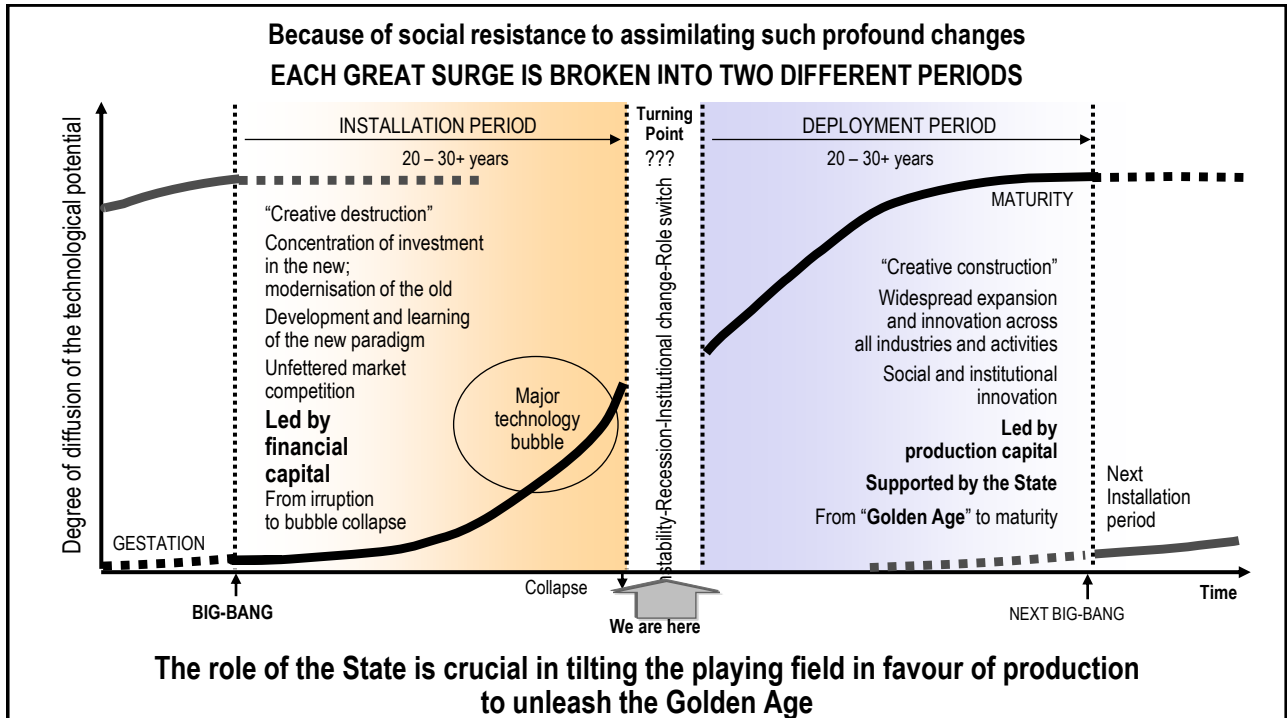 Because of social resistance to assimilating such profound changes
EACH GREAT SURGE IS BROKEN INTO TWO DIFFERENT PERIODS
Degree of diffusion of the technological potential
INSTALLATION PERIOD
20 – 30+ years
“Creative destruction”
Concentration of investment
in the new;
modernisation of the old
Development and learning
of the new paradigm
Unfettered market
competition
Led by
financial
capital
From irruption
to bubble collapse
Major
technology
bubble
GESTATION
BIG-BANG
Collapse
Turning
Point
???
nstability-Recession-Institutional change-Role switch
We are here
DEPLOYMENT PERIOD
20 – 30+ years
MATURITY
“Creative construction”
Widespread expansion
and innovation across
all industries and activities
Social and institutional
innovation
Led by
production capital
Supported by the State
From “Golden Age” to maturity
Next
Installation
period
NEXT BIG-BANG
Time
The role of the State is crucial in tilting the playing field in favour of production
to unleash the Golden Age